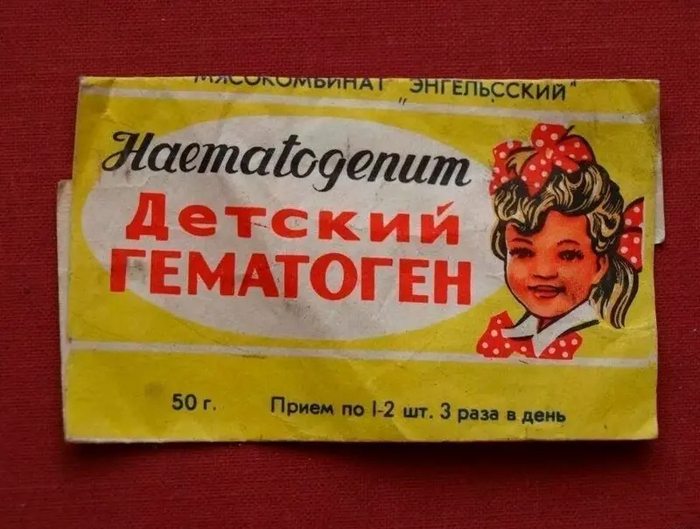 МЯСОКОМБИНАТ "ЭНГЕЛЬССКИЙ"
Haematogenum
Детский
ГЕМАТОГЕН
50 г. Прием по 1-2 шт. 3 раза в день